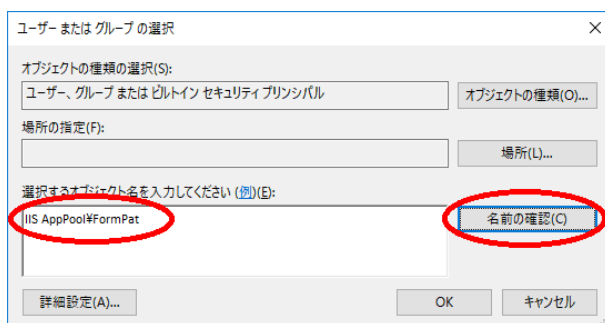 ユーザー または グループ の選択
オブジェクトの種類の選択(S):
ユーザー、グループ または ビルトイン セキュリティ プリンシパル
オブジェクトの種類(O)...
場所の指定(F):
場所(L)...
選択するオブジェクト名を入力してください (例)(E):
IIS AppPool¥FormPat
名前の確認(C)
詳細設定(A)...
OK
キャンセル